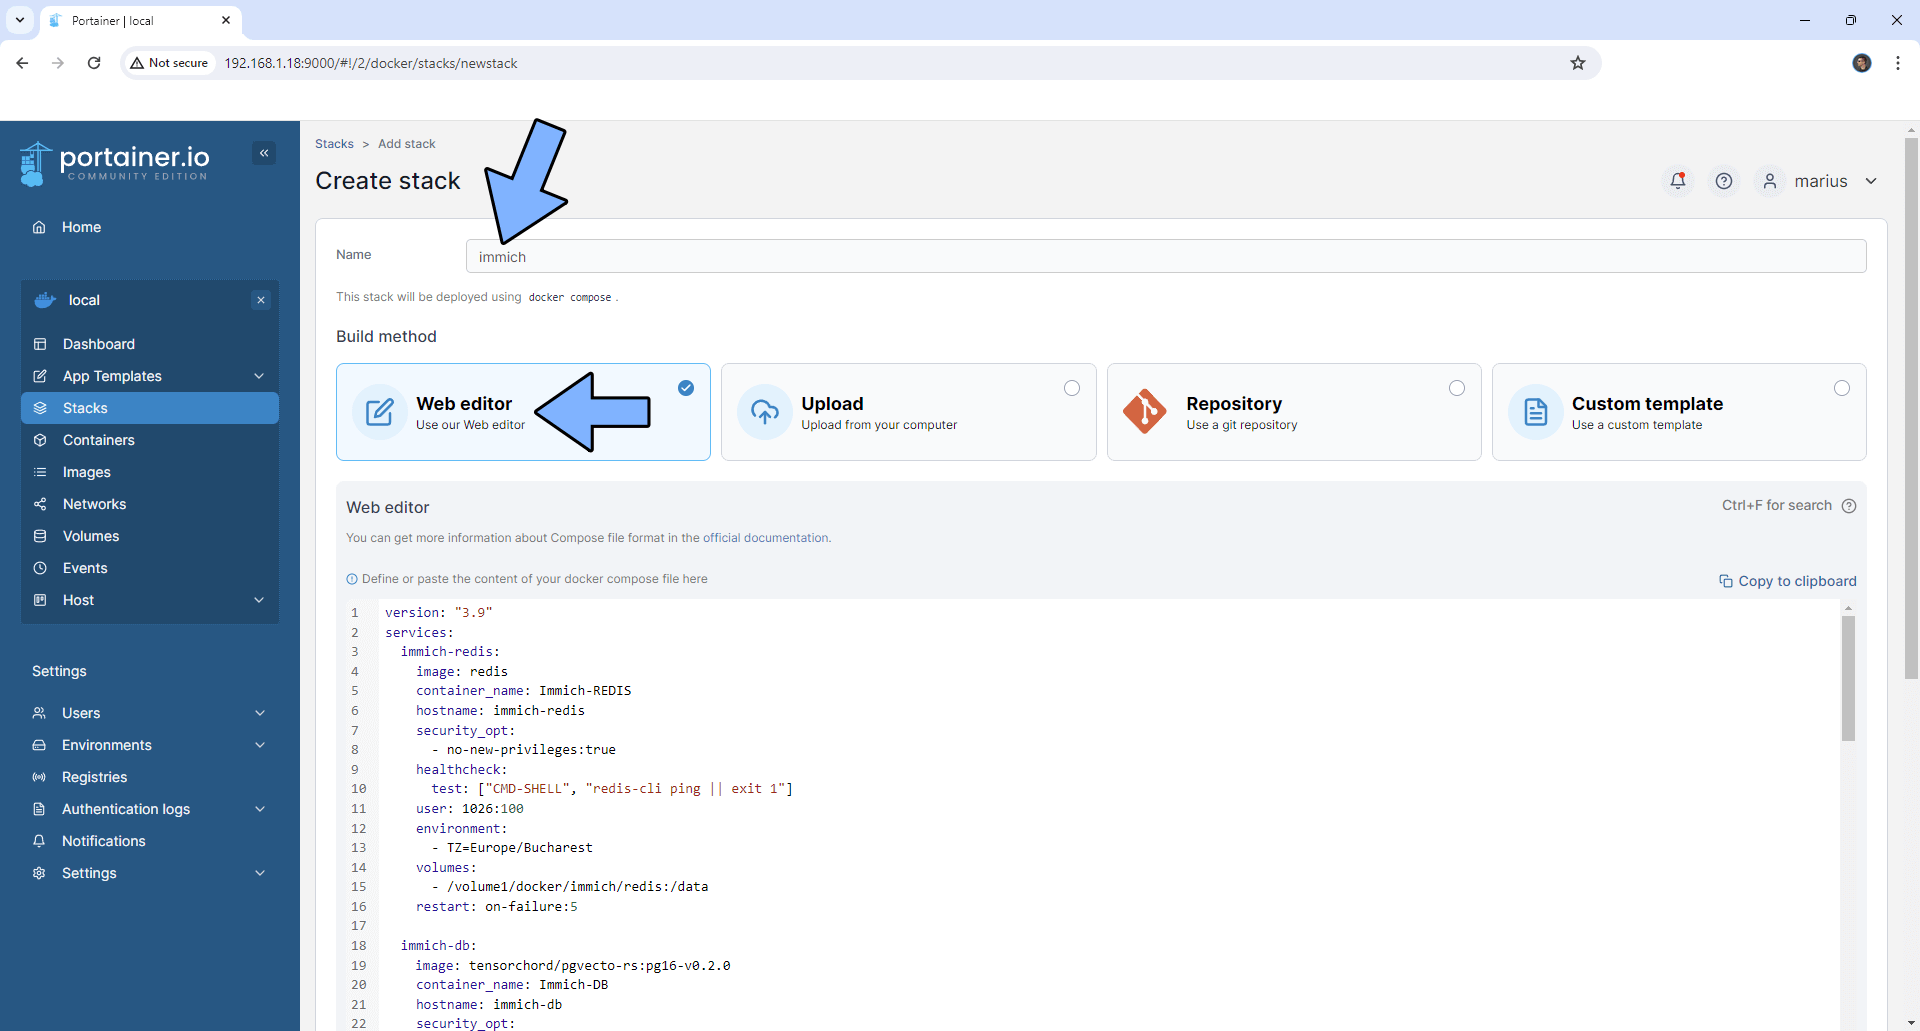 Portainer | local
Not secure
192.168.1.18:9000/#!/2/docker/stacks/newstack
portainer.io
COMMUNITY EDITION
Home
local
Dashboard
App Templates
Stacks
Containers
Images
Networks
Volumes
Events
Host
Settings
Users
Environments
Registries
Authentication logs
Notifications
Settings
Stacks > Add stack
Create stack
marius
Name
immich
This stack will be deployed using docker compose .
Build method
Web editor
Use our Web editor
Upload
Upload from your computer
Repository
Use a git repository
Custom template
Use a custom template
Web editor
Ctrl+F for search
You can get more information about Compose file format in the official documentation.
Define or paste the content of your docker compose file here
Copy to clipboard
1 version: "3.9"
2 services:
3 immich-redis:
4 image: redis
5 container_name: Immich-REDIS
6 hostname: immich-redis
7 security_opt:
8 - no-new-privileges:true
9 healthcheck:
10 test: ["CMD-SHELL", "redis-cli ping || exit 1"]
11 user: 1026:100
12 environment:
13 - TZ=Europe/Bucharest
14 volumes:
15 - /volume1/docker/immich/redis:/data
16 restart: on-failure:5
17
18 immich-db:
19 image: tensorchord/pgvecto-rs:pg16-v0.2.0
20 container_name: Immich-DB
21 hostname: immich-db
22 security_opt: